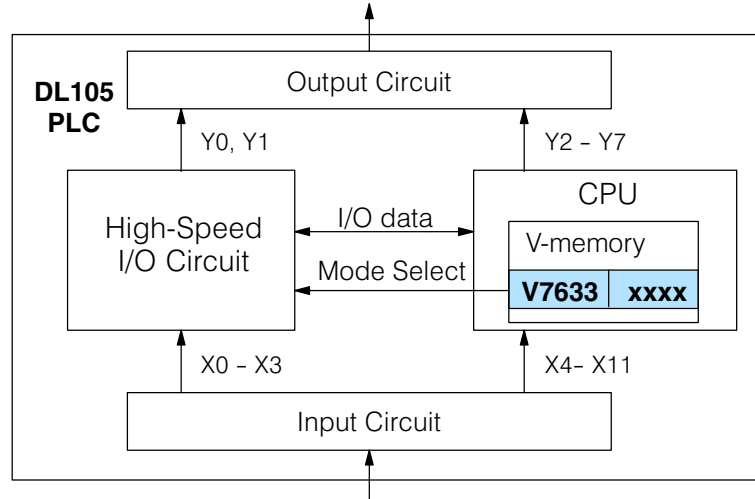 Output Circuit
DL105
PLC
Y0, Y1
Y2 – Y7
CPU
High-Speed
I/O Circuit
I/O data
V-memory
Mode Select
V7633 xxxx
X0 – X3
X4– X11
Input Circuit